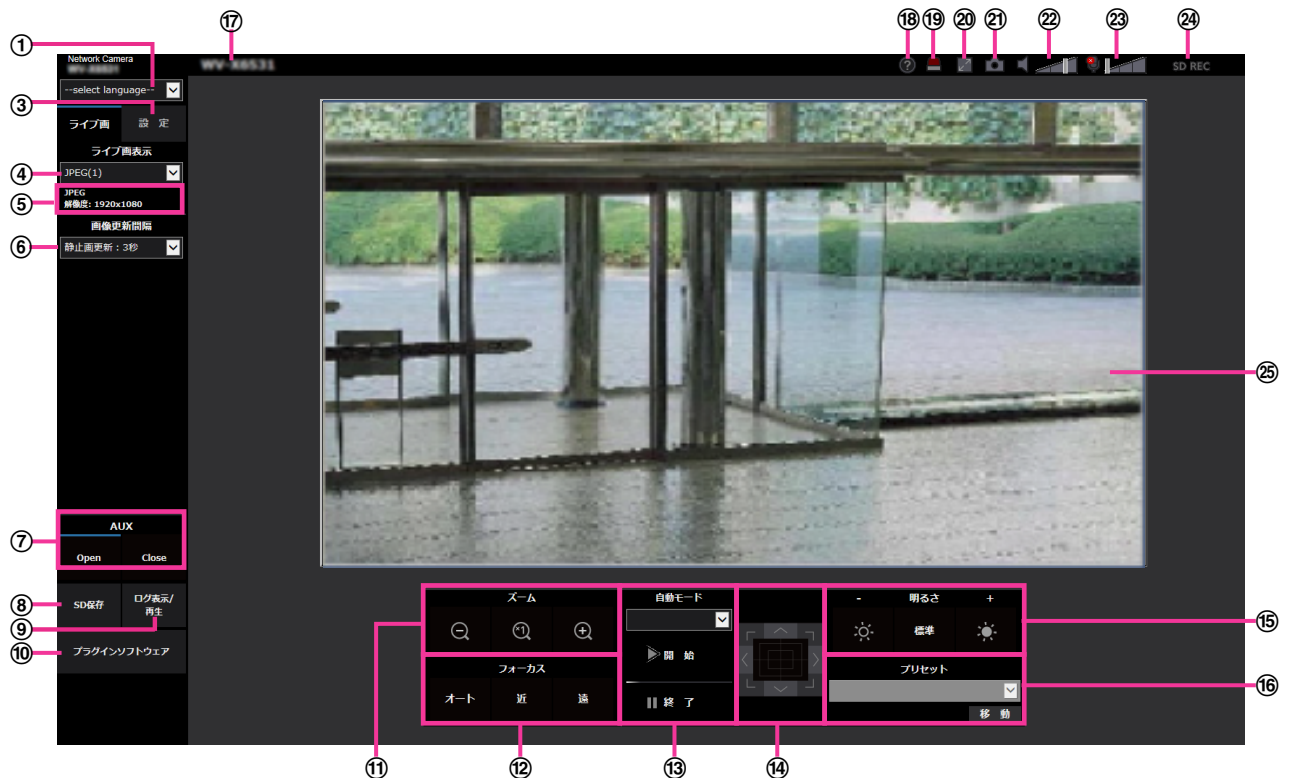 ⑰ ⑱ ⑲ ⑳ ㉑ ㉒ ㉓ ㉔
①
Network Camera
WV-X6531
SD REC
--select language--
③
ライブ画 設 定
ライブ画表示
④
JPEG(1)
⑤
JPEG
解像度: 1920x1080
画像更新間隔
⑥
静止画更新：3秒
㉕
⑦
AUX
Open Close
⑧
SD保存
ログ表示/
再生
⑨
⑩
プラグインソフトウェア
⑪
ズーム
×1
フォーカス
オート 近 遠
自動モード
開 始
終 了
- 明るさ +
標準
⑮
プリセット
⑯
移 動
⑫ ⑬ ⑭